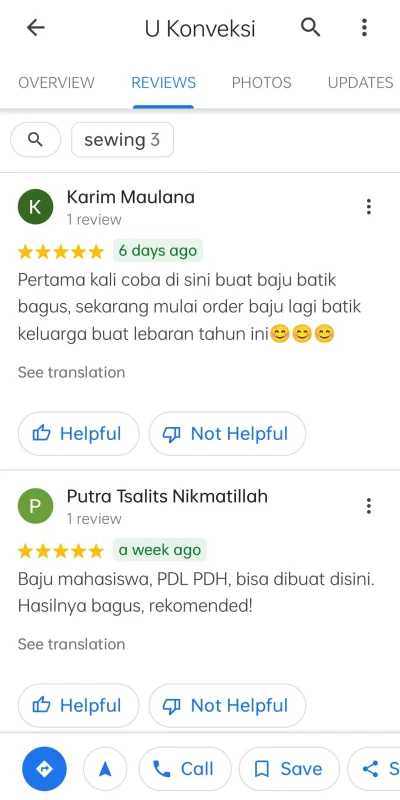 U Konveksi
OVERVIEW REVIEWS PHOTOS UPDATES
sewing 3
K
Karim Maulana
1 review
6 days ago
Pertama kali coba di sini buat baju batik
bagus, sekarang mulai order baju lagi batik
keluarga buat lebaran tahun ini😊😊😊
See translation
Helpful Not Helpful
P
Putra Tsalits Nikmatillah
1 review
a week ago
Baju mahasiswa, PDL PDH, bisa dibuat disini.
Hasilnya bagus, rekomended!
See translation
Helpful Not Helpful
Call Save S